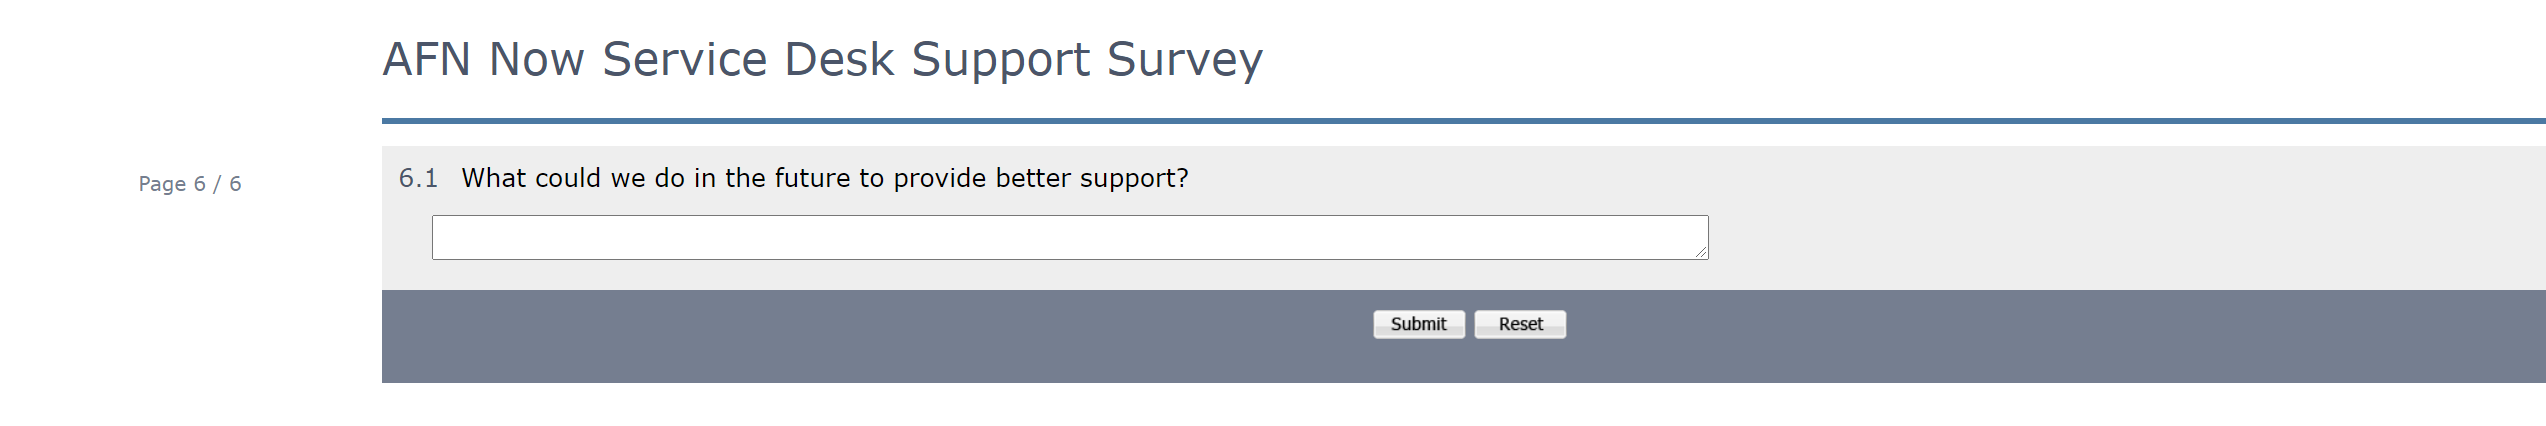 AFN Now Service Desk Support Survey
Page 6 / 6
6.1 What could we do in the future to provide better support?
Submit Reset